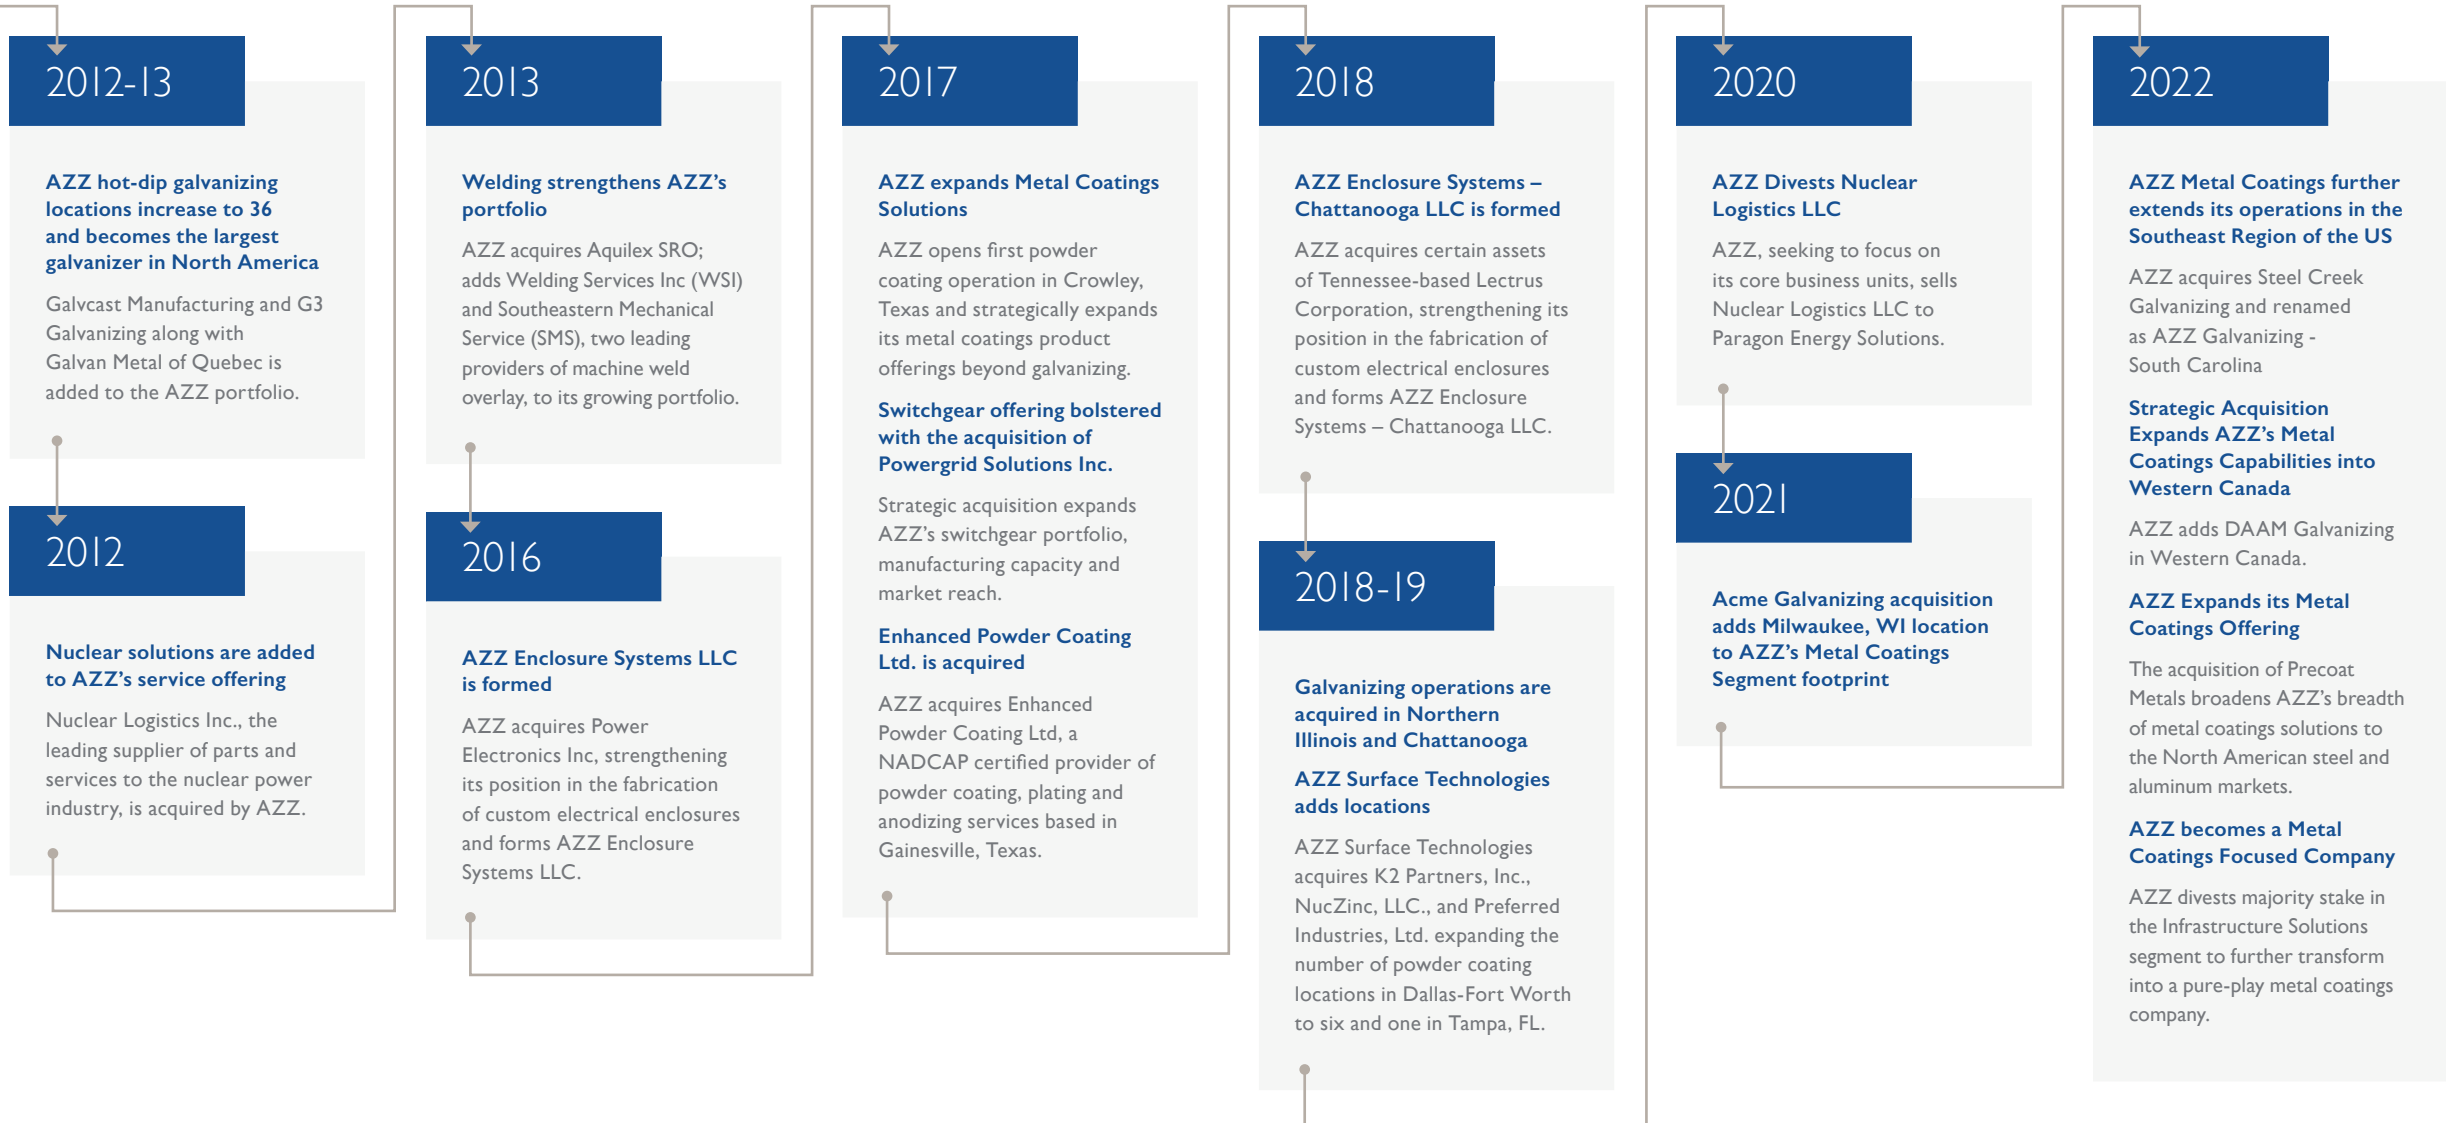 2012-13
AZZ hot-dip galvanizing
locations increase to 36
and becomes the largest
galvanizer in North America
Galvcast Manufacturing and G3
Galvanizing along with
Galvan Metal of Quebec is
added to the AZZ portfolio.
2012
Nuclear solutions are added
to AZZ’s service offering
Nuclear Logistics Inc., the
leading supplier of parts and
services to the nuclear power
industry, is acquired by AZZ.
2013
Welding strengthens AZZ’s
portfolio
AZZ acquires Aquilex SRO;
adds Welding Services Inc (WSI)
and Southeastern Mechanical
Service (SMS), two leading
providers of machine weld
overlay, to its growing portfolio.
2016
AZZ Enclosure Systems LLC
is formed
AZZ acquires Power
Electronics Inc, strengthening
its position in the fabrication
of custom electrical enclosures
and forms AZZ Enclosure
Systems LLC.
2017
AZZ expands Metal Coatings
Solutions
AZZ opens first powder
coating operation in Crowley,
Texas and strategically expands
its metal coatings product
offerings beyond galvanizing.
Switchgear offering bolstered
with the acquisition of
Powergrid Solutions Inc.
Strategic acquisition expands
AZZ’s switchgear portfolio,
manufacturing capacity and
market reach.
Enhanced Powder Coating
Ltd. is acquired
AZZ acquires Enhanced
Powder Coating Ltd, a
NADCAP certified provider of
powder coating, plating and
anodizing services based in
Gainesville, Texas.
2018
AZZ Enclosure Systems –
Chattanooga LLC is formed
AZZ acquires certain assets
of Tennessee-based Lectrus
Corporation, strengthening its
position in the fabrication of
custom electrical enclosures
and forms AZZ Enclosure
Systems – Chattanooga LLC.
2018-19
Galvanizing operations are
acquired in Northern
Illinois and Chattanooga
AZZ Surface Technologies
adds locations
AZZ Surface Technologies
acquires K2 Partners, Inc.,
NucZinc, LLC., and Preferred
Industries, Ltd. expanding the
number of powder coating
locations in Dallas-Fort Worth
to six and one in Tampa, FL.
2020
AZZ Divests Nuclear
Logistics LLC
AZZ, seeking to focus on
its core business units, sells
Nuclear Logistics LLC to
Paragon Energy Solutions.
2021
Acme Galvanizing acquisition
adds Milwaukee, WI location
to AZZ’s Metal Coatings
Segment footprint
2022
AZZ Metal Coatings further
extends its operations in the
Southeast Region of the US
AZZ acquires Steel Creek
Galvanizing and renamed
as AZZ Galvanizing -
South Carolina
Strategic Acquisition
Expands AZZ’s Metal
Coatings Capabilities into
Western Canada
AZZ adds DAAM Galvanizing
in Western Canada.
AZZ Expands its Metal
Coatings Offering
The acquisition of Precoat
Metals broadens AZZ’s breadth
of metal coatings solutions to
the North American steel and
aluminum markets.
AZZ becomes a Metal
Coatings Focused Company
AZZ divests majority stake in
the Infrastructure Solutions
segment to further transform
into a pure-play metal coatings
company.